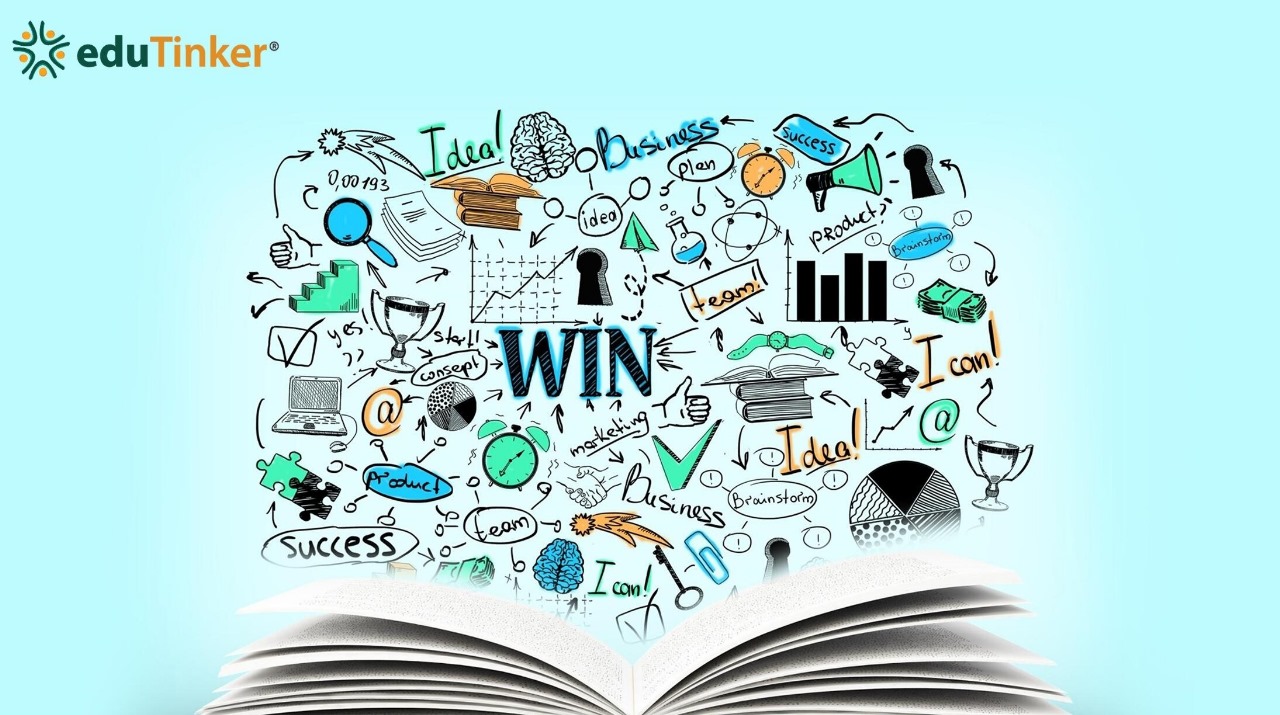 eduTinker®
Idea!
Business
success
plan
0,00193
idea
product
Brainstorm
team!
yes
start!
WIN
I can!
consept
@
marketing
Idea!
@
product
Business
Brainstorm
team
success
I can!